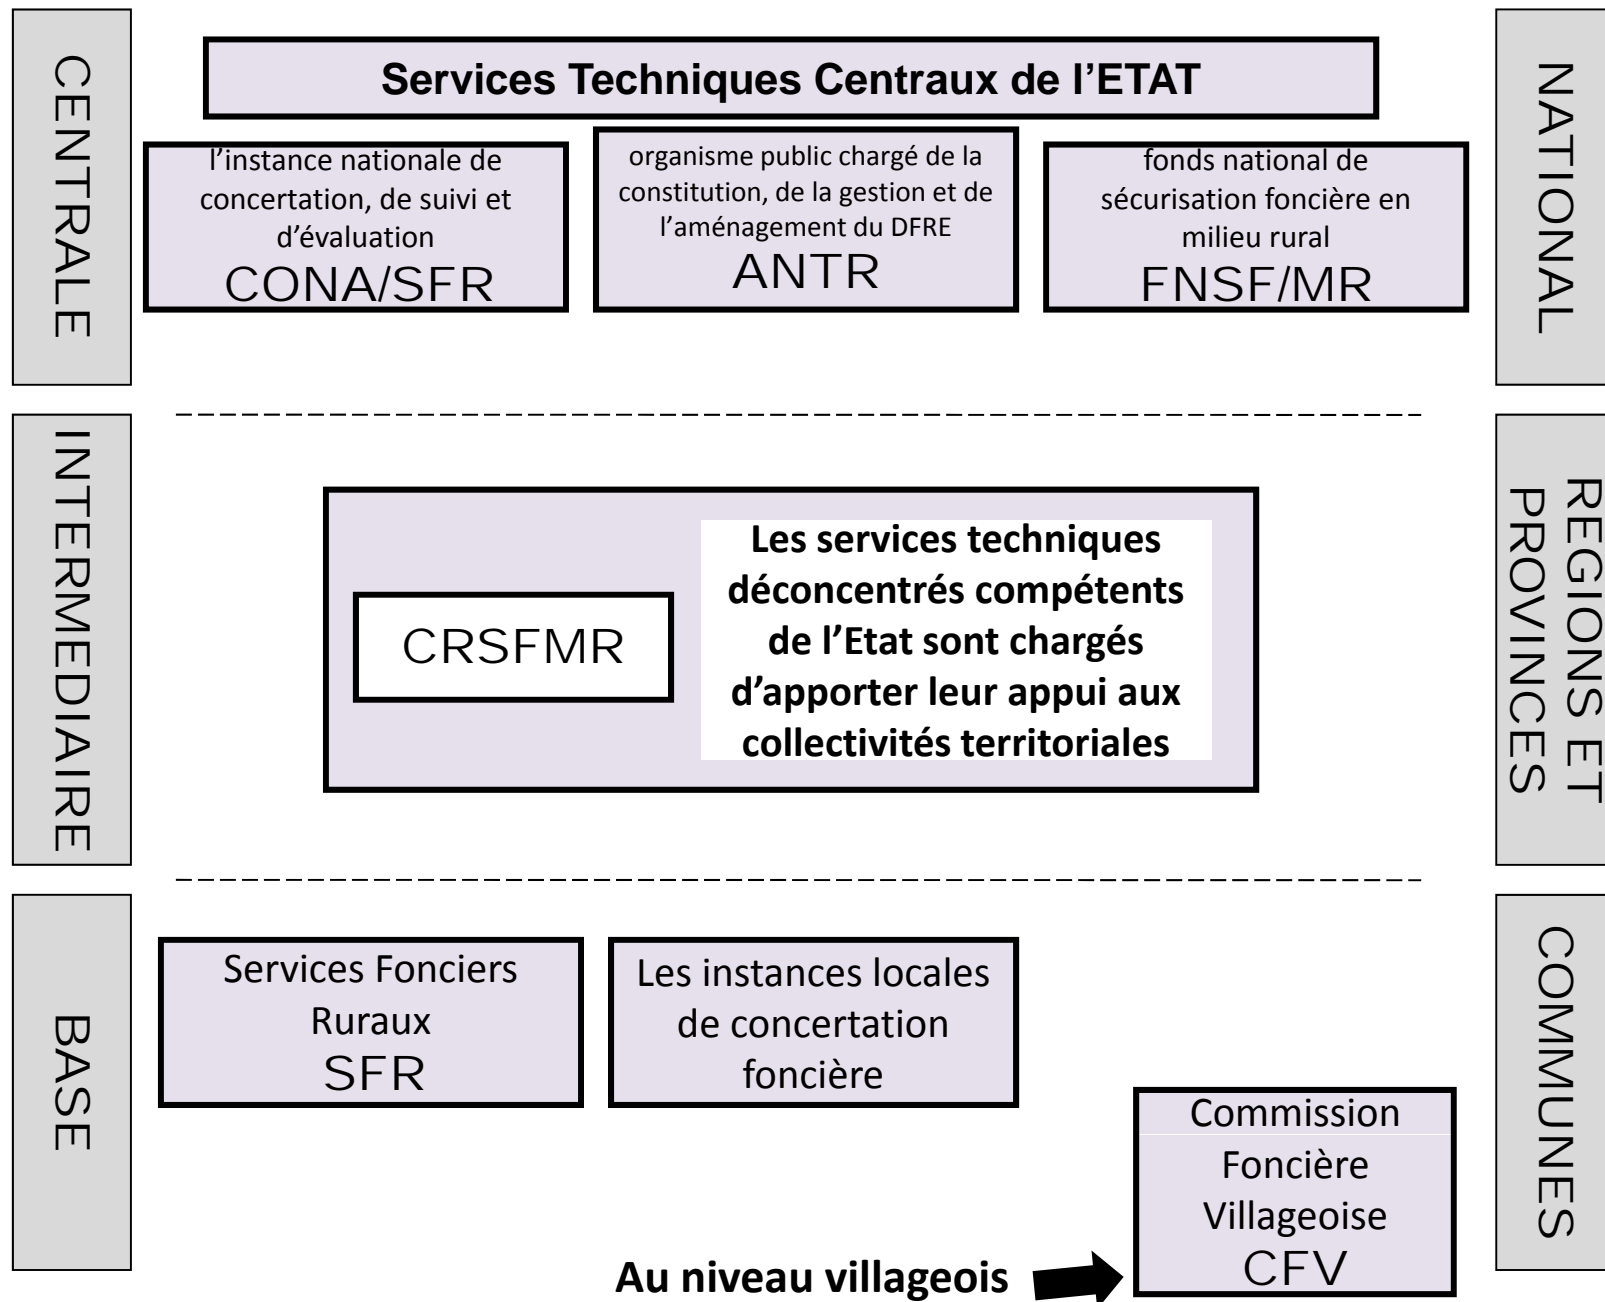 CENTRALE
Services Techniques Centraux de l’ETAT
NATIONAL
l’instance nationale de
concertation, de suivi et
d’évaluation
CONA/SFR
organisme public chargé de la
constitution, de la gestion et de
l’aménagement du DFRE
ANTR
fonds national de
sécurisation foncière en
milieu rural
FNSF/MR
INTERMEDIAIRE
CRSFMR
Les services techniques
déconcentrés compétents
de l’Etat sont chargés
d’apporter leur appui aux
collectivités territoriales
REGIONS ET
PROVINCES
BASE
Services Fonciers
Ruraux
SFR
Les instances locales
de concertation
foncière
COMMUNES
Commission
Foncière
Villageoise
CFV
Au niveau villageois